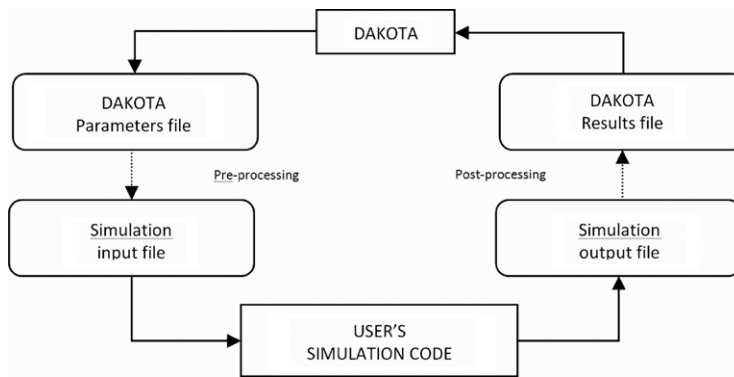 DAKOTA
DAKOTA
Parameters file
DAKOTA
Results file
Pre-processing
Post-processing
Simulation
input file
Simulation
output file
USER'S
SIMULATION CODE